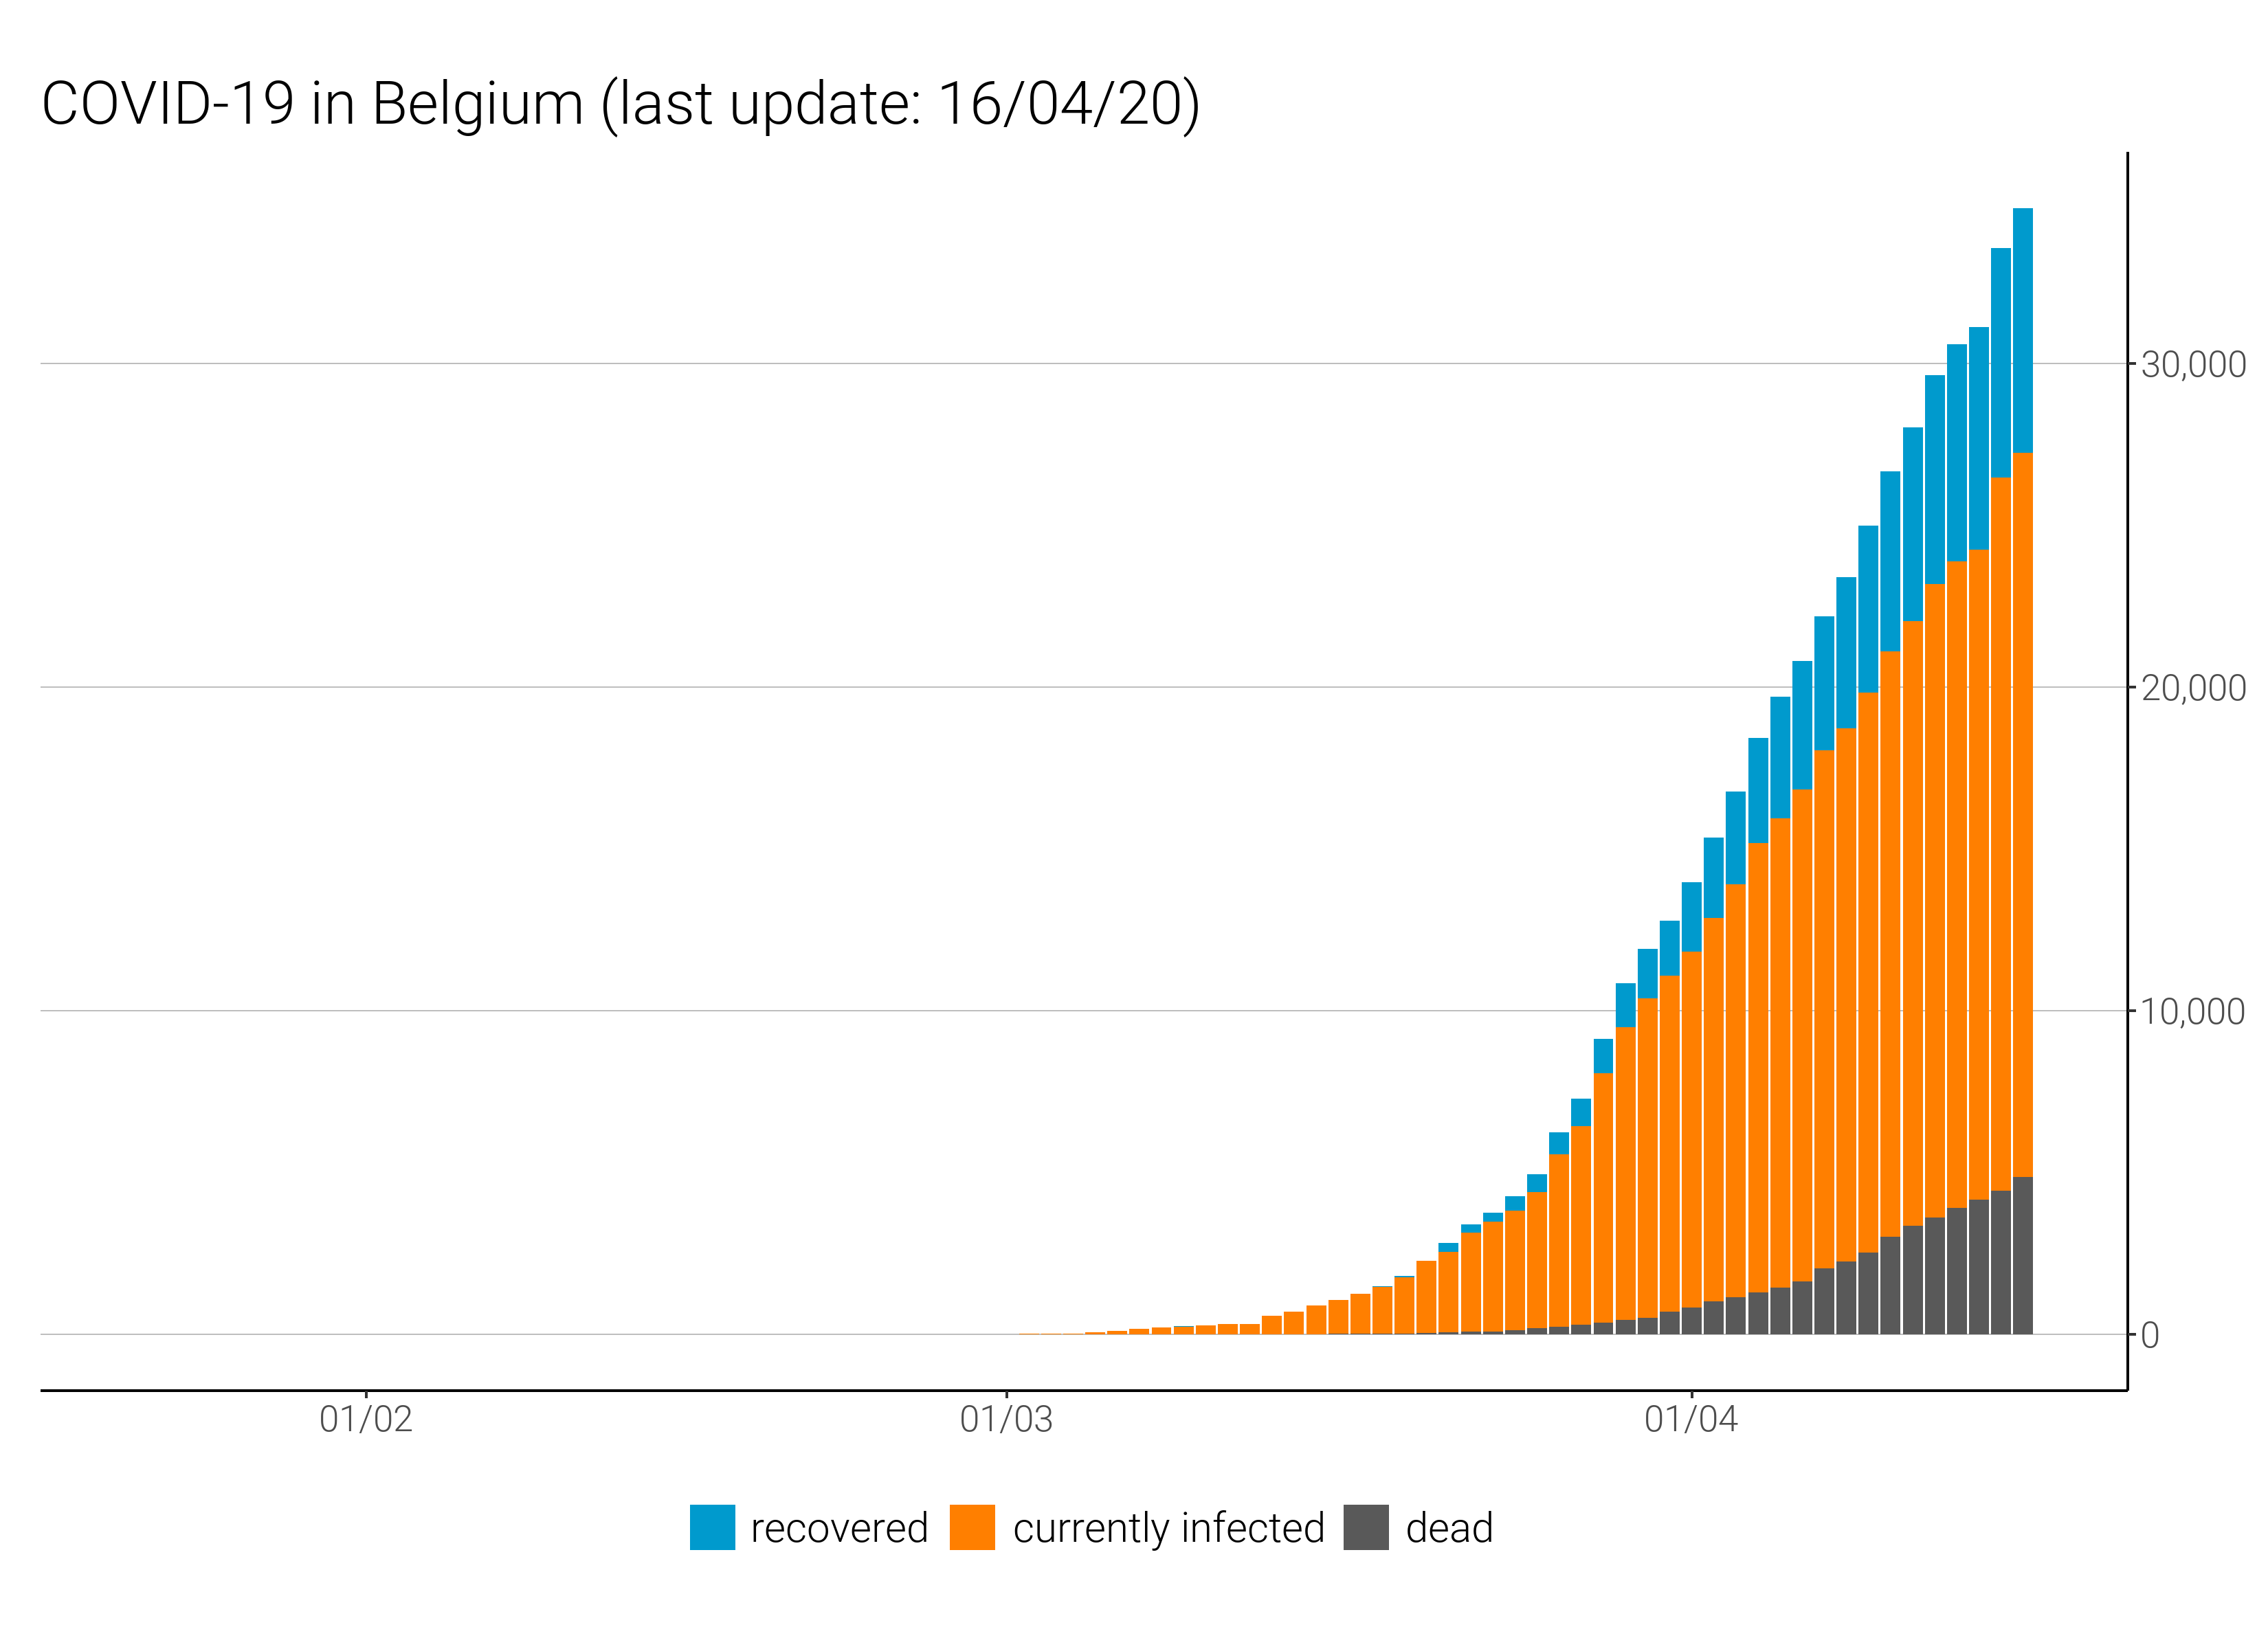 COVID-19 in Belgium (last update: 16/04/20)
30,000
20,000
10,000
0
01/02 01/03 01/04
recovered currently infected dead